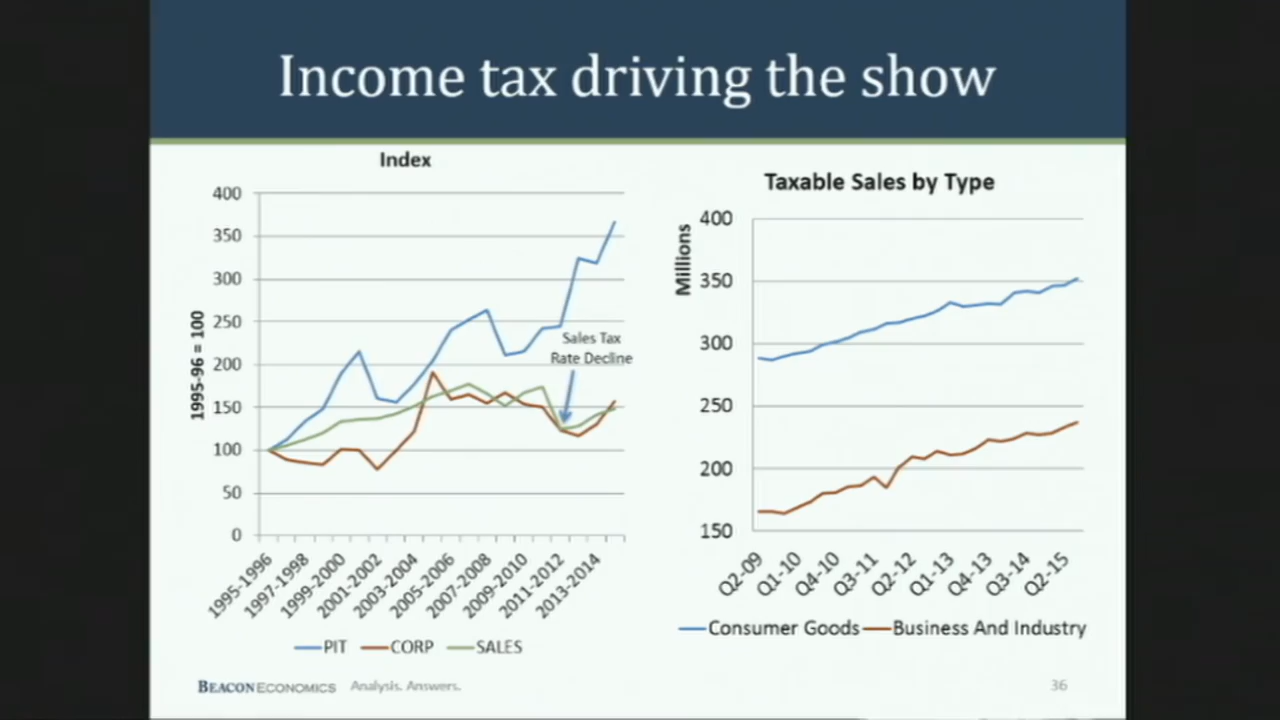 Income tax driving the show
Index
400
350
300
250
200
150
100
50
0
1995-96 = 100
Sales Tax
Rate Decline
1995-1996
1997-1998
1999-2000
2001-2002
2003-2004
2005-2006
2007-2008
2009-2010
2011-2012
2013-2014
PIT CORP SALES
Taxable Sales by Type
Millions
400
350
300
250
200
150
Q2-09
Q1-10
Q4-10
Q3-11
Q2-12
Q1-13
Q4-13
Q3-14
Q2-15
Consumer Goods Business And Industry
BEACONECONOMICS Analysis. Answers.
36